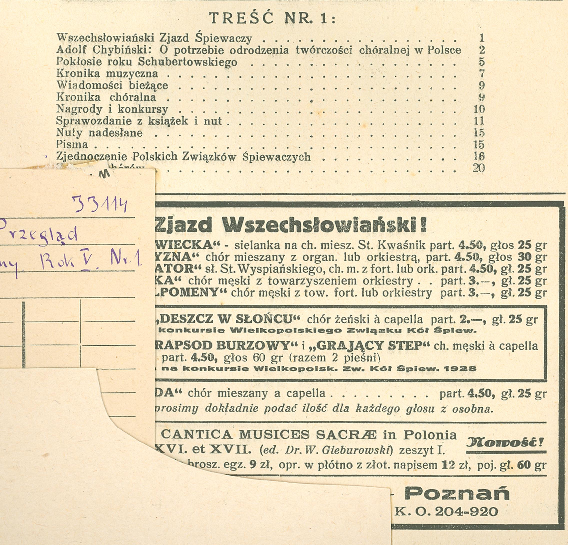 TREŚĆ NR. 1:
Wszechsłowiański Zjazd Śpiewaczy . . . . . . . . . . . . . 1
Adolf Chybiński: O potrzebie odrodzenia twórczości chóralnej w Polsce 2
Pokłosie roku Schubertowskiego . . . . . . . . . . . . . . 5
Kronika muzyczna . . . . . . . . . . . . . . . . . . . 7
Wiadomości bieżące . . . . . . . . . . . . . . . . . . . 9
Kronika chóralna . . . . . . . . . . . . . . . . . . . 9
Nagrody i konkursy . . . . . . . . . . . . . . . . . . . 10
Sprawozdanie z książek i nut . . . . . . . . . . . . . . . 11
Nuty nadesłane . . . . . . . . . . . . . . . . . . . . 15
Pisma . . . . . . . . . . . . . . . . . . . . . . . 15
Zjednoczenie Polskich Związków Śpiewaczych . . . . . . . . . 16
. . . . . . . . . . . . . . . . . . . . 20
33114
Przegląd
ny Rok V. Nr. 1.
Zjazd Wszechsłowiański!
WIECKA" - sielanka na ch. miesz. St. Kwaśnik part. 4.50, głos 25 gr
YZNA" chór mieszany z organ. lub orkiestrą, part. 4.50, głos 30 gr
ATOR" sł. St. Wyspiańskiego, ch. m. z fort. lub ork. part. 4.50, gł. 25 gr
KA" chór męski z towarzyszeniem orkiestry . . part. 3.—, gł. 25 gr
LPOMENY" chór męski z tow. fort. lub orkiestry part. 3.—, gł. 25 gr
„DESZCZ W SŁOŃCU" chór żeński à capella part. 2.—, gł. 25 gr
konkursie Wielkopolskiego Związku Kół Śpiew.
RAPSOD BURZOWY" i „GRAJĄCY STEP" ch. męski à capella
part. 4.50, głos 60 gr (razem 2 pieśni)
na konkursie Wielkopolsk. Zw. Kół Śpiew. 1928
DA" chór mieszany a capella . . . . . . . . . part. 4.50, gł. 25 gr
prosimy dokładnie podać ilość dla każdego głosu z osobna.
CANTICA MUSICES SACRÆ in Polonia
XVI. et XVII. (ed. Dr. W. Gieburowski) zeszyt I.
Nowość!
brosz. egz. 9 zł, opr. w płótno z złot. napisem 12 zł, poj. gł. 60 gr
– Poznań
K. O. 204-920